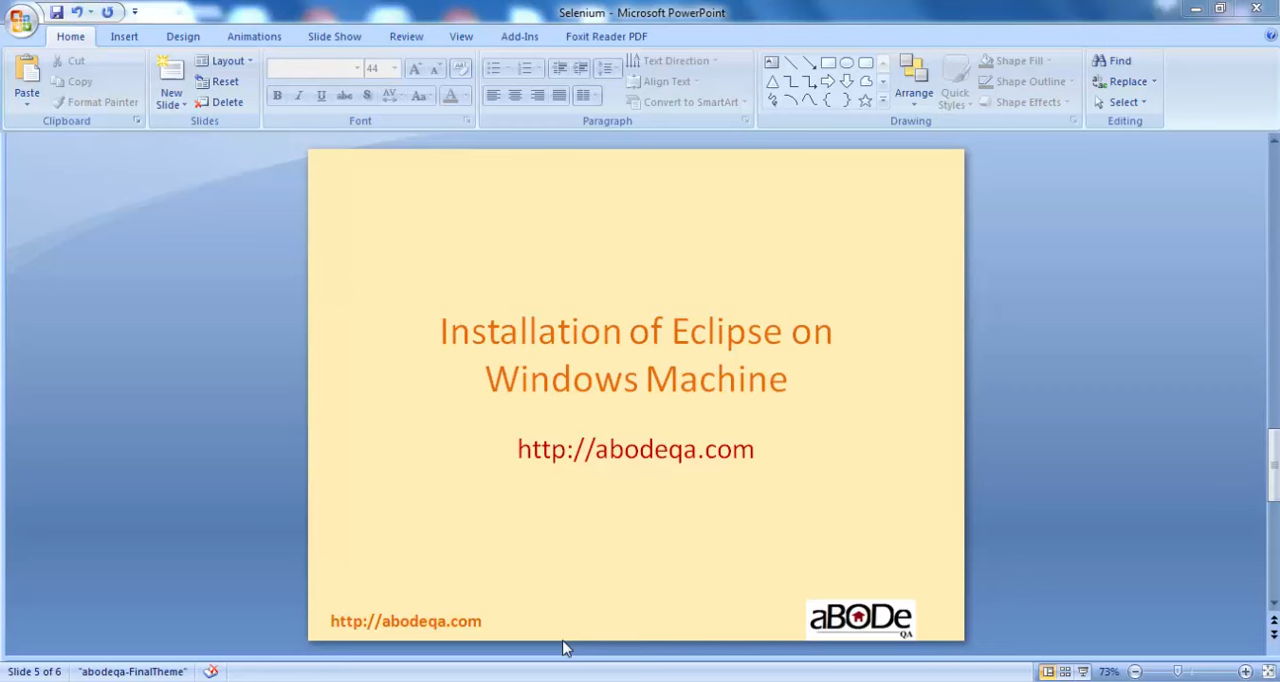 Selenium - Microsoft PowerPoint
Home Insert Design Animations Slide Show Review View Add-Ins Foxit Reader PDF
Paste
Cut
Copy
Format Painter
Clipboard
New Slide
Layout
Reset
Delete
Slides
44
B I U abc S AV Aa A
Font
Text Direction
Align Text
Convert to SmartArt
Paragraph
Arrange
Quick Styles
Shape Fill
Shape Outline
Shape Effects
Drawing
Find
Replace
Select
Editing
Installation of Eclipse on
Windows Machine
http://abodeqa.com
http://abodeqa.com
aBODe
QA
Slide 5 of 6
"abodeqa-FinalTheme"
73%